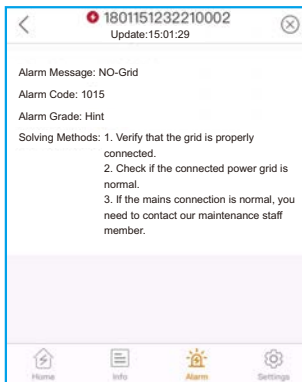 1801151232210002
Update:15:01:29
Alarm Message: NO-Grid
Alarm Code: 1015
Alarm Grade: Hint
Solving Methods: 1. Verify that the grid is properly
connected.
2. Check if the connected power grid is
normal.
3. If the mains connection is normal, you
need to contact our maintenance staff
member.
Home Info Alarm Settings